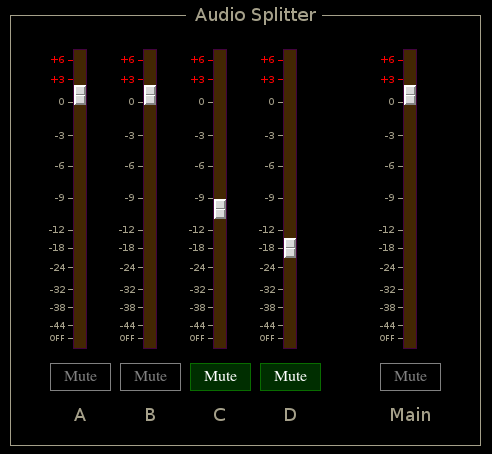 Audio Splitter
+6 +6 +6 +6 +6
+3 +3 +3 +3 +3
0 0 0 0 0
-3 -3 -3 -3 -3
-6 -6 -6 -6 -6
-9 -9 -9 -9 -9
-12 -12 -12 -12 -12
-18 -18 -18 -18 -18
-24 -24 -24 -24 -24
-32 -32 -32 -32 -32
-38 -38 -38 -38 -38
-44 -44 -44 -44 -44
OFF OFF OFF OFF OFF
Mute Mute Mute Mute Mute
A B C D Main